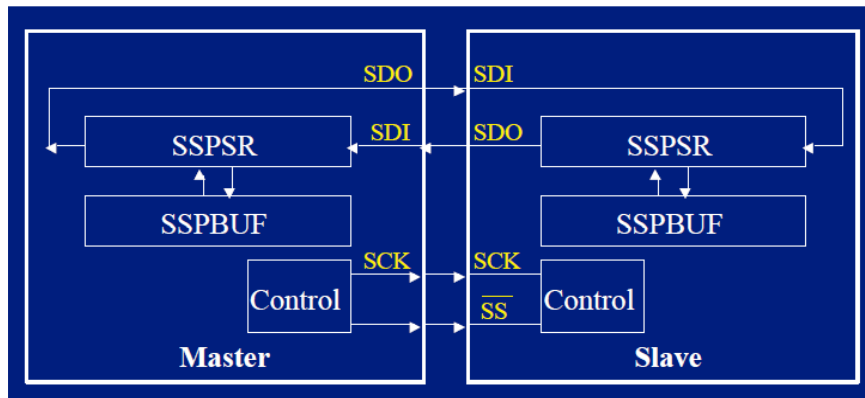 SDO SDI
SDI SDO
SSPSR SSPSR
SSPBUF SSPBUF
SCK SCK
Control Control
SS
Master Slave